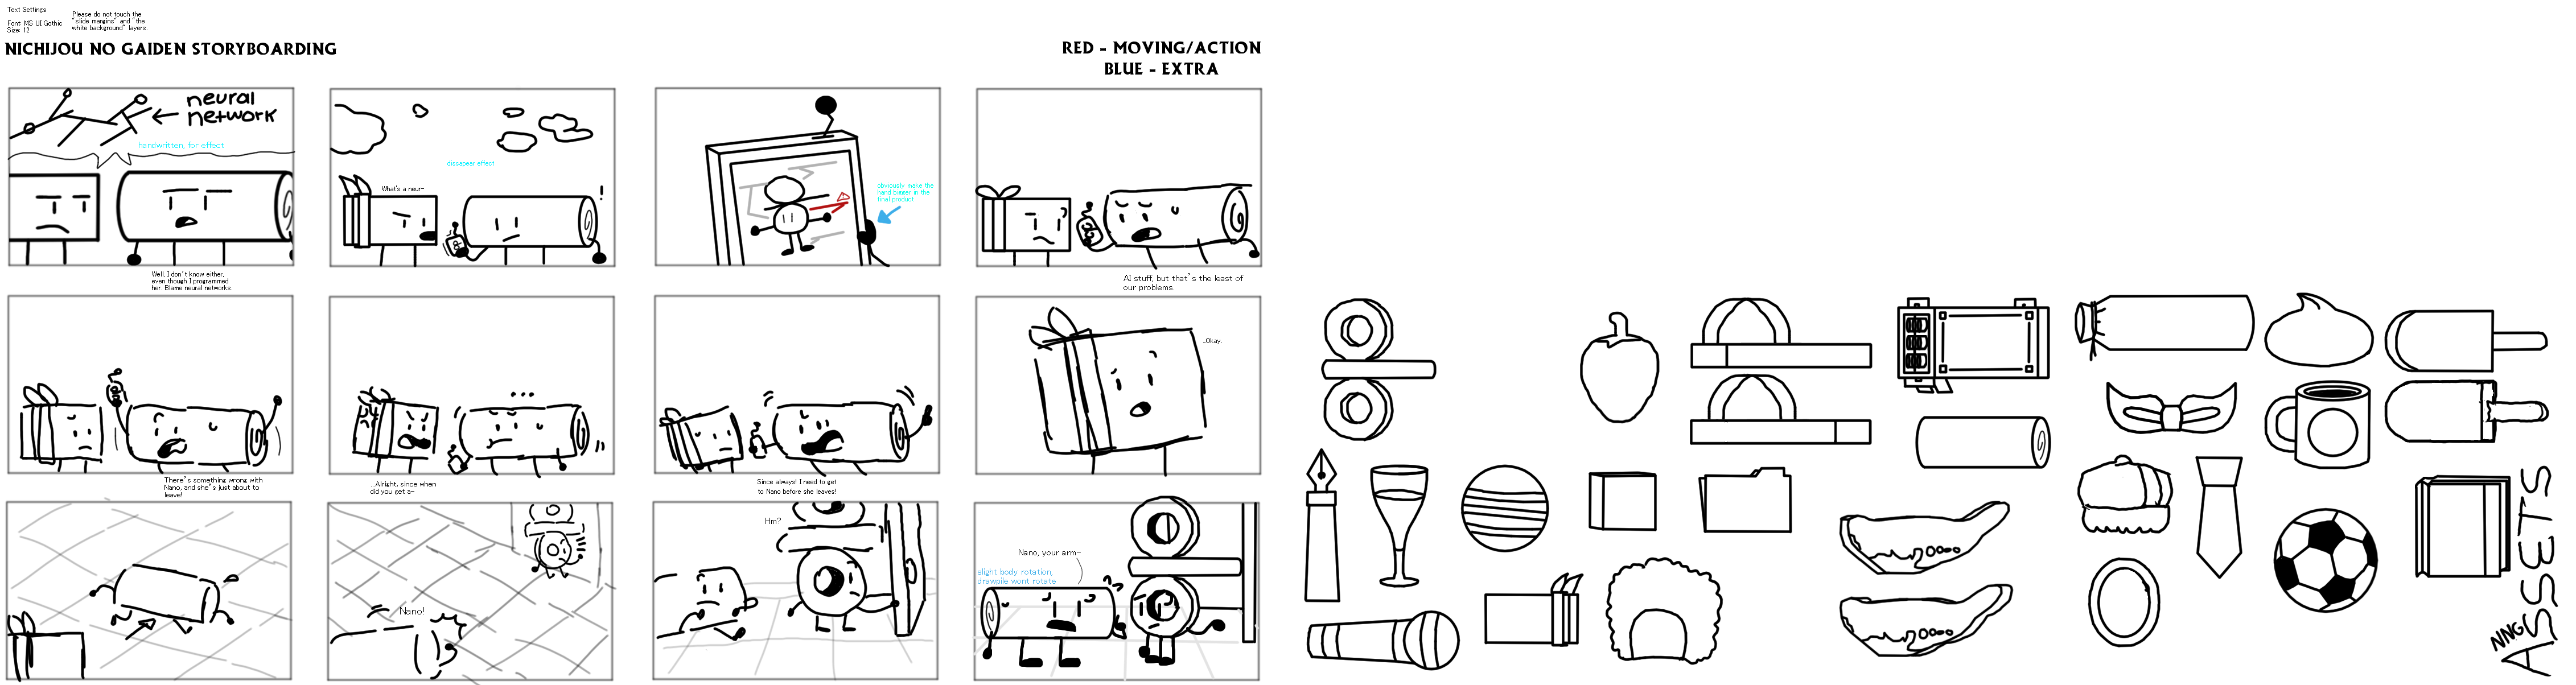 Text Settings
Font: MS UI Gothic
Size: 12
Please do not touch the
"slide margins" and "the
white background" layers.
NICHIJOU NO GAIDEN STORYBOARDING
RED - MOVING/ACTION
BLUE - EXTRA
neural
network
handwritten, for effect
Well, I don't know either,
even though I programmed
her. Blame neural networks.
dissapear effect
What's a neur-
!
obviously make the
hand bigger in the
final product
AI stuff, but that's the least of
our problems.
There's something wrong with
Nano, and she's just about to
leave!
...
...Alright, since when
did you get a-
Since always! I need to get
to Nano before she leaves!
...Okay.
Nano!
Hm?
Nano, your arm-
slight body rotation,
drawpile wont rotate
NNG
ASSETS